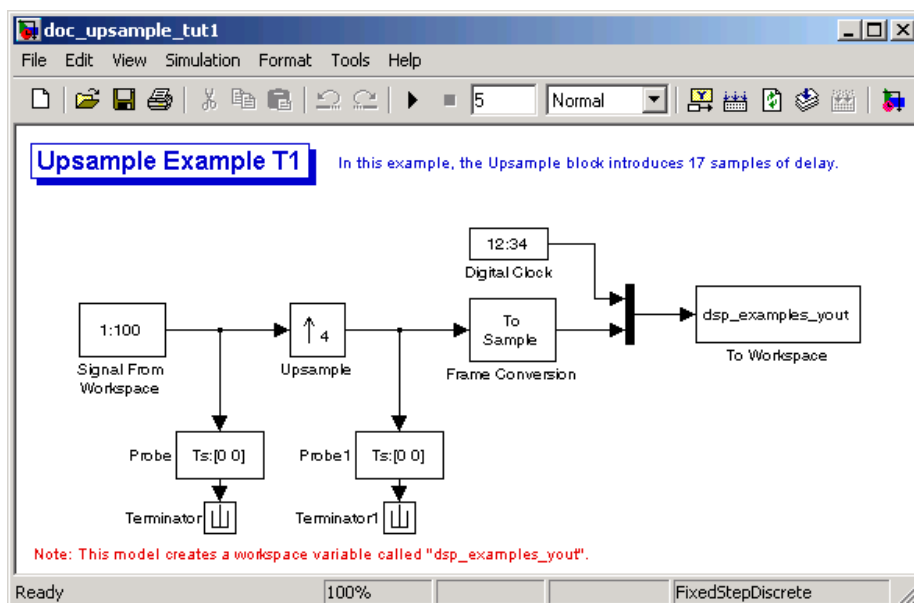 doc_upsample_tut1
File Edit View Simulation Format Tools Help
5 Normal
Upsample Example T1
In this example, the Upsample block introduces 17 samples of delay.
12:34
Digital Clock
1:100
Signal From
Workspace
↑4
Upsample
To
Sample
Frame Conversion
dsp_examples_yout
To Workspace
Probe Ts:[0 0]
Probe1 Ts:[0 0]
Terminator
Terminator1
Note: This model creates a workspace variable called "dsp_examples_yout".
Ready 100% FixedStepDiscrete